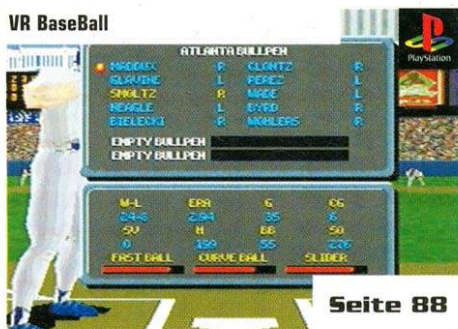 VR BaseBall
PlayStation
ATLANTA BULLPEN
MADDUX R CLONTZ R
GLAVINE L PEREZ L
SMOLTZ R WADE L
NEAGLE L BYRD R
BIELECKI R WOHLERS R
EMPTY BULLPEN
EMPTY BULLPEN
W-L ERA G CG
24-8 2.94 35 6
SV H BB SO
0 199 55 276
FAST BALL CURVE BALL SLIDER
Seite 88